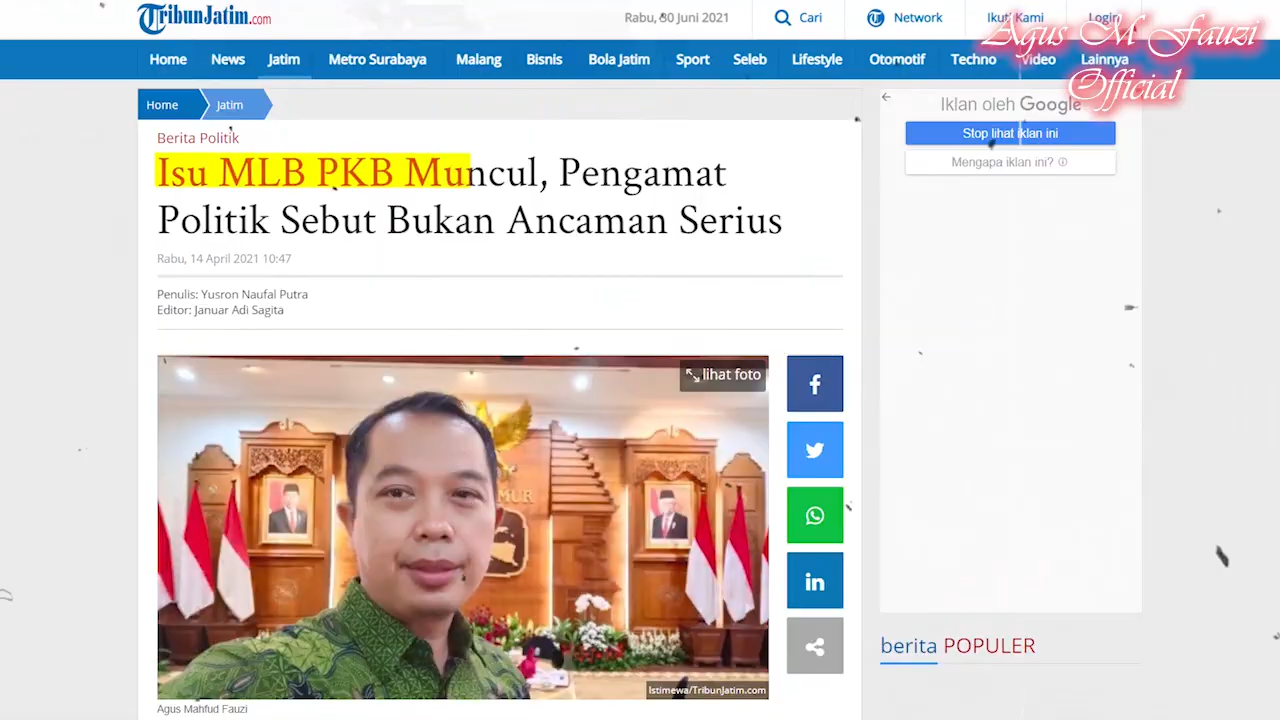 TribunJatim.com
Rabu, 30 Juni 2021
Cari
Network
Ikuti Kami
Login
Agus M Fauzi
Official
Home News Jatim Metro Surabaya Malang Bisnis Bola Jatim Sport Seleb Lifestyle Otomotif Techno Video Lainnya
Home Jatim
Iklan oleh Google
Stop lihat iklan ini
Mengapa iklan ini?
Berita Politik
Isu MLB PKB Muncul, Pengamat
Politik Sebut Bukan Ancaman Serius
Rabu, 14 April 2021 10:47
Penulis: Yusron Naufal Putra
Editor: Januar Adi Sagita
lihat foto
MUR
Istimewa/TribunJatim.com
Agus Mahfud Fauzi
berita POPULER